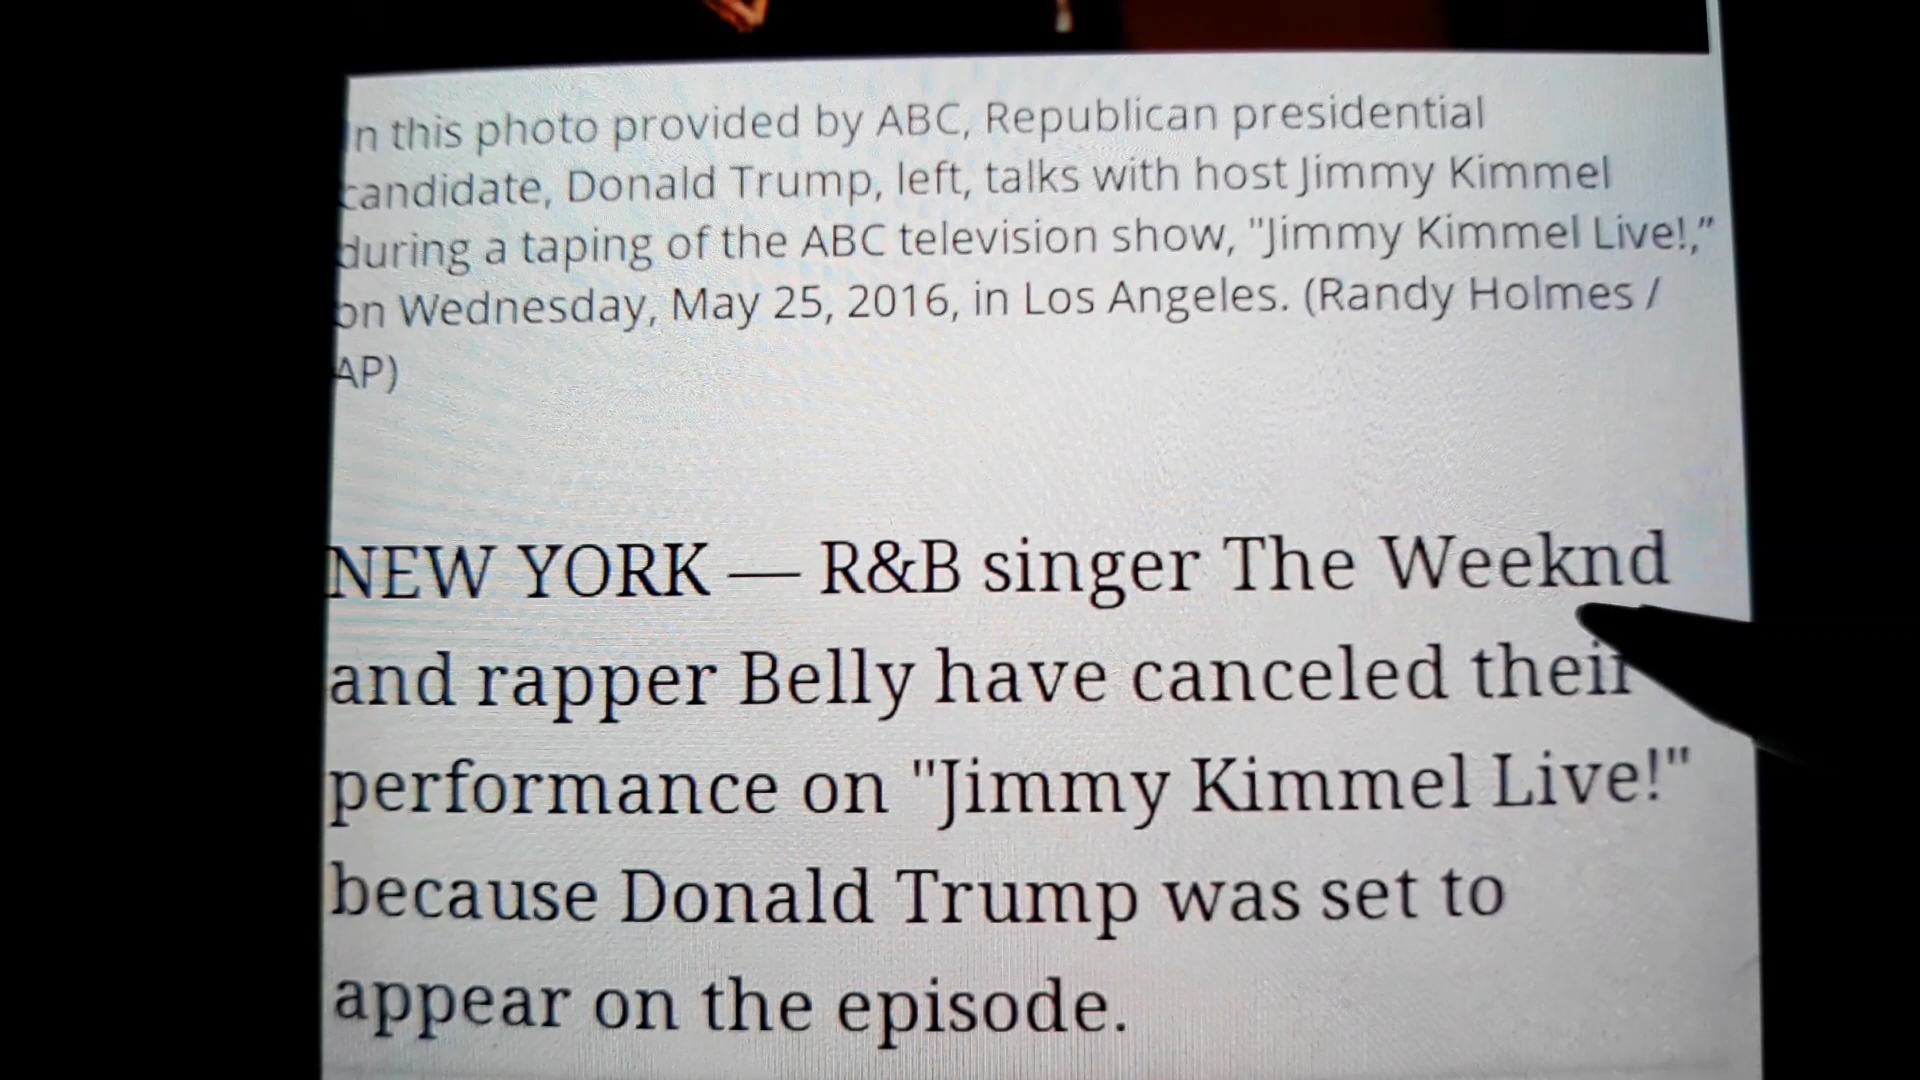 In this photo provided by ABC, Republican presidential
candidate, Donald Trump, left, talks with host Jimmy Kimmel
during a taping of the ABC television show, "Jimmy Kimmel Live!,”
on Wednesday, May 25, 2016, in Los Angeles. (Randy Holmes /
AP)
NEW YORK — R&B singer The Weeknd
and rapper Belly have canceled their
performance on "Jimmy Kimmel Live!"
because Donald Trump was set to
appear on the episode.